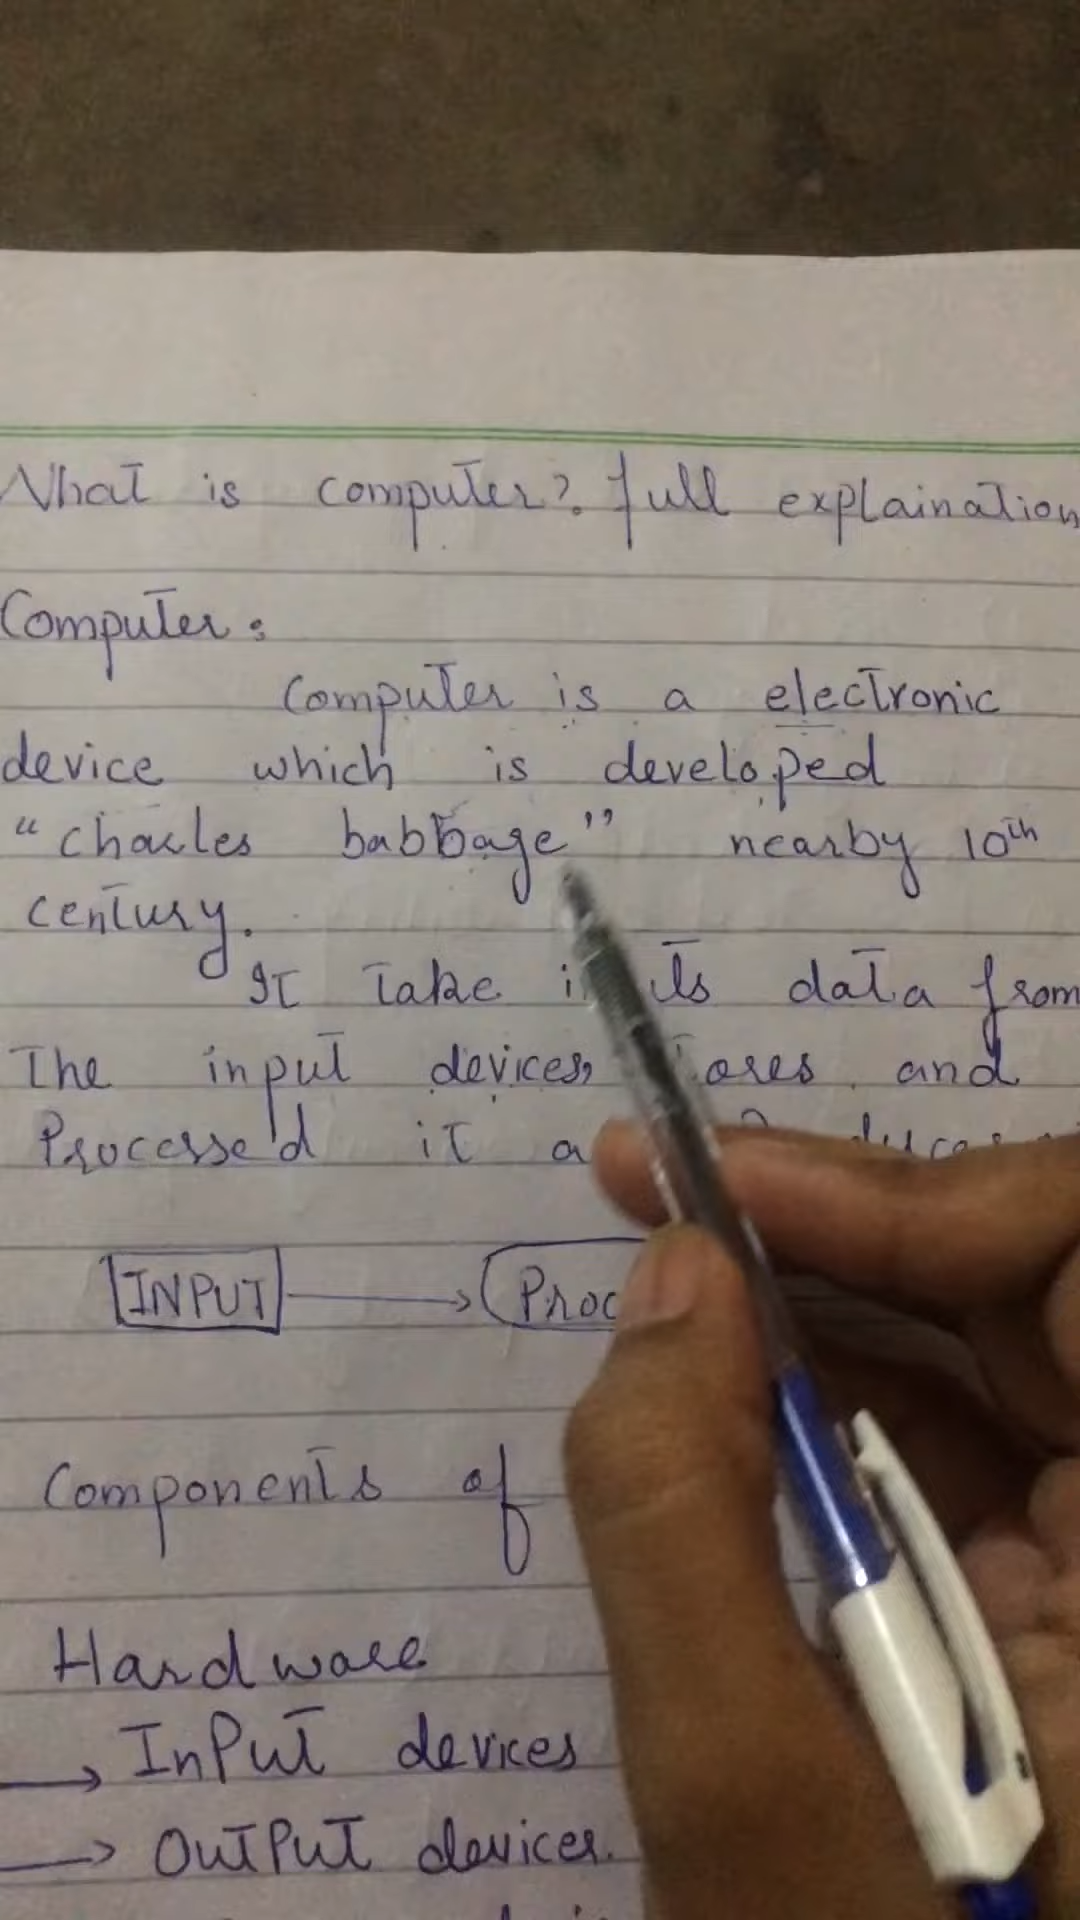 What is computer? full explaination
Computer:
Computer is a electronic
device which is developed
“charles babbage” nearby 10th
century.
It Take its data from
The input devices, and
Processed it
INPUT
Components of
Hardware
→ InPuT devices
→ OuTPuT devices.